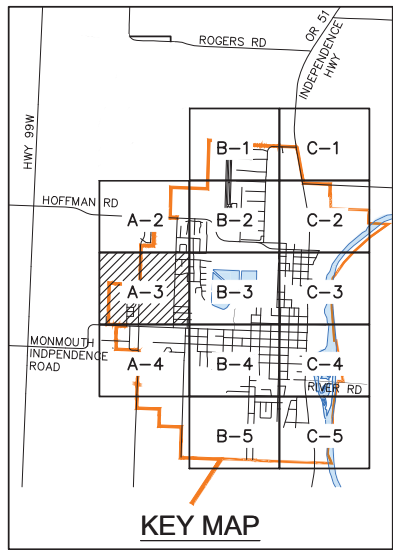 ROGERS RD
OR 51
INDEPENDENCE
HWY
HWY 99W
B-1
C-1
HOFFMAN RD
A-2
B-2
C-2
A-3
B-3
C-3
MONMOUTH
INDPENDENCE
ROAD
A-4
B-4
C-4
RIVER RD
B-5
C-5
KEY MAP